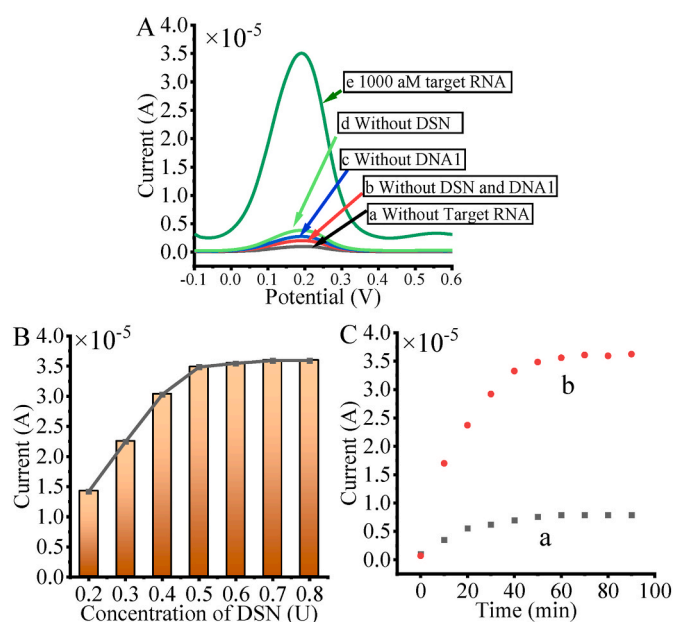 A
×10⁻⁵
4.0
3.5
3.0
2.5
2.0
1.5
1.0
0.5
0.0
Current (A)
e 1000 aM target RNA
d Without DSN
c Without DNA1
b Without DSN and DNA1
a Without Target RNA
-0.1 0.0 0.1 0.2 0.3 0.4 0.5 0.6
Potential (V)
B
×10⁻⁵
4.0
3.5
3.0
2.5
2.0
1.5
1.0
0.5
0.0
Current (A)
0.2 0.3 0.4 0.5 0.6 0.7 0.8
Concentration of DSN (U)
C
×10⁻⁵
4.0
3.5
3.0
2.5
2.0
1.5
1.0
0.5
0.0
Current (A)
b
a
0 20 40 60 80 100
Time (min)